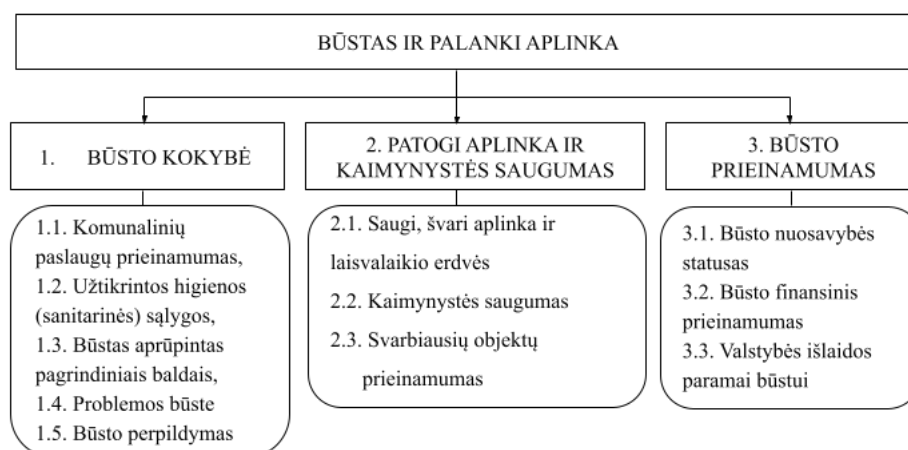 BŪSTAS IR PALANKI APLINKA
1. BŪSTO KOKYBĖ
1.1. Komunalinių
paslaugų prieinamumas,
1.2. Užtikrintos higienos
(sanitarinės) sąlygos,
1.3. Būstas aprūpintas
pagrindiniais baldais,
1.4. Problemos būste
1.5. Būsto perpildymas
2. PATOGI APLINKA IR
KAIMYNYSTĖS SAUGUMAS
2.1. Saugi, švari aplinka ir
laisvalaikio erdvės
2.2. Kaimynystės saugumas
2.3. Svarbiausių objektų
prieinamumas
3. BŪSTO
PRIEINAMUMAS
3.1. Būsto nuosavybės
statusas
3.2. Būsto finansinis
prieinamumas
3.3. Valstybės išlaidos
paramai būstui